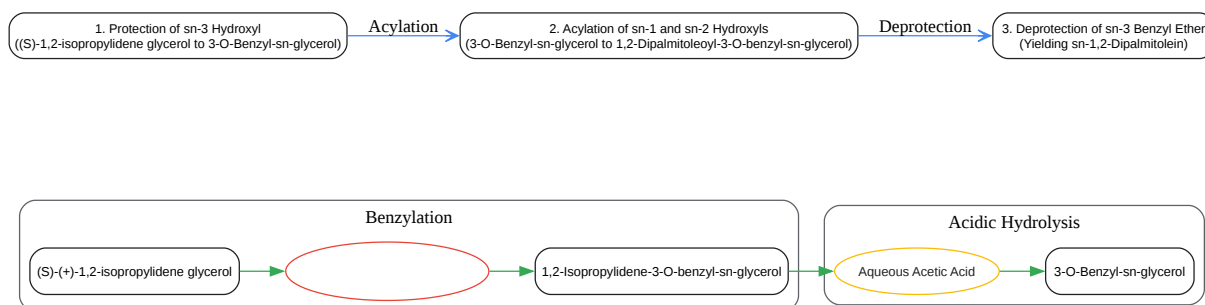 1. Protection of sn-3 Hydroxyl
((S)-1,2-isopropylidene glycerol to 3-O-Benzyl-sn-glycerol)
Acylation
2. Acylation of sn-1 and sn-2 Hydroxyls
(3-O-Benzyl-sn-glycerol to 1,2-Dipalmitoleoyl-3-O-benzyl-sn-glycerol)
Deprotection
3. Deprotection of sn-3 Benzyl Ether
(Yielding sn-1,2-Dipalmitolein)
Benzylation
(S)-(+)-1,2-isopropylidene glycerol
1,2-Isopropylidene-3-O-benzyl-sn-glycerol
Acidic Hydrolysis
Aqueous Acetic Acid
3-O-Benzyl-sn-glycerol